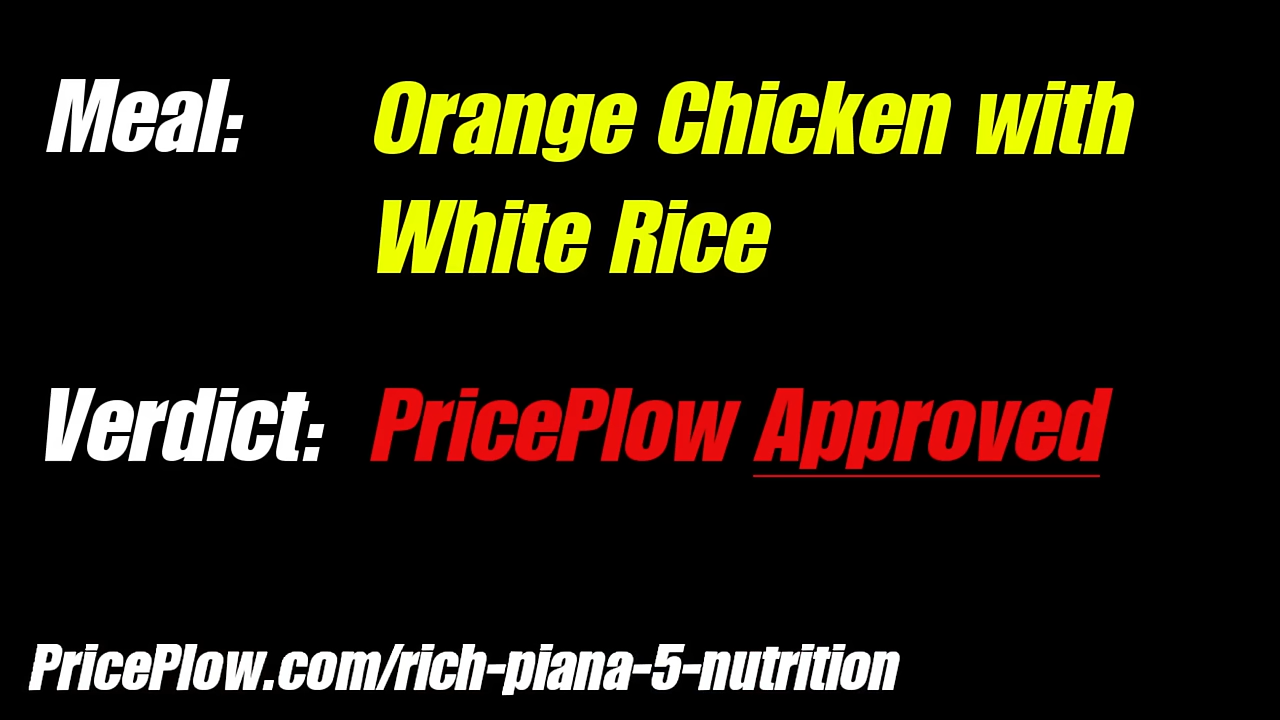 Meal: Orange Chicken with
White Rice
Verdict: PricePlow Approved
PricePlow.com/rich-piana-5-nutrition